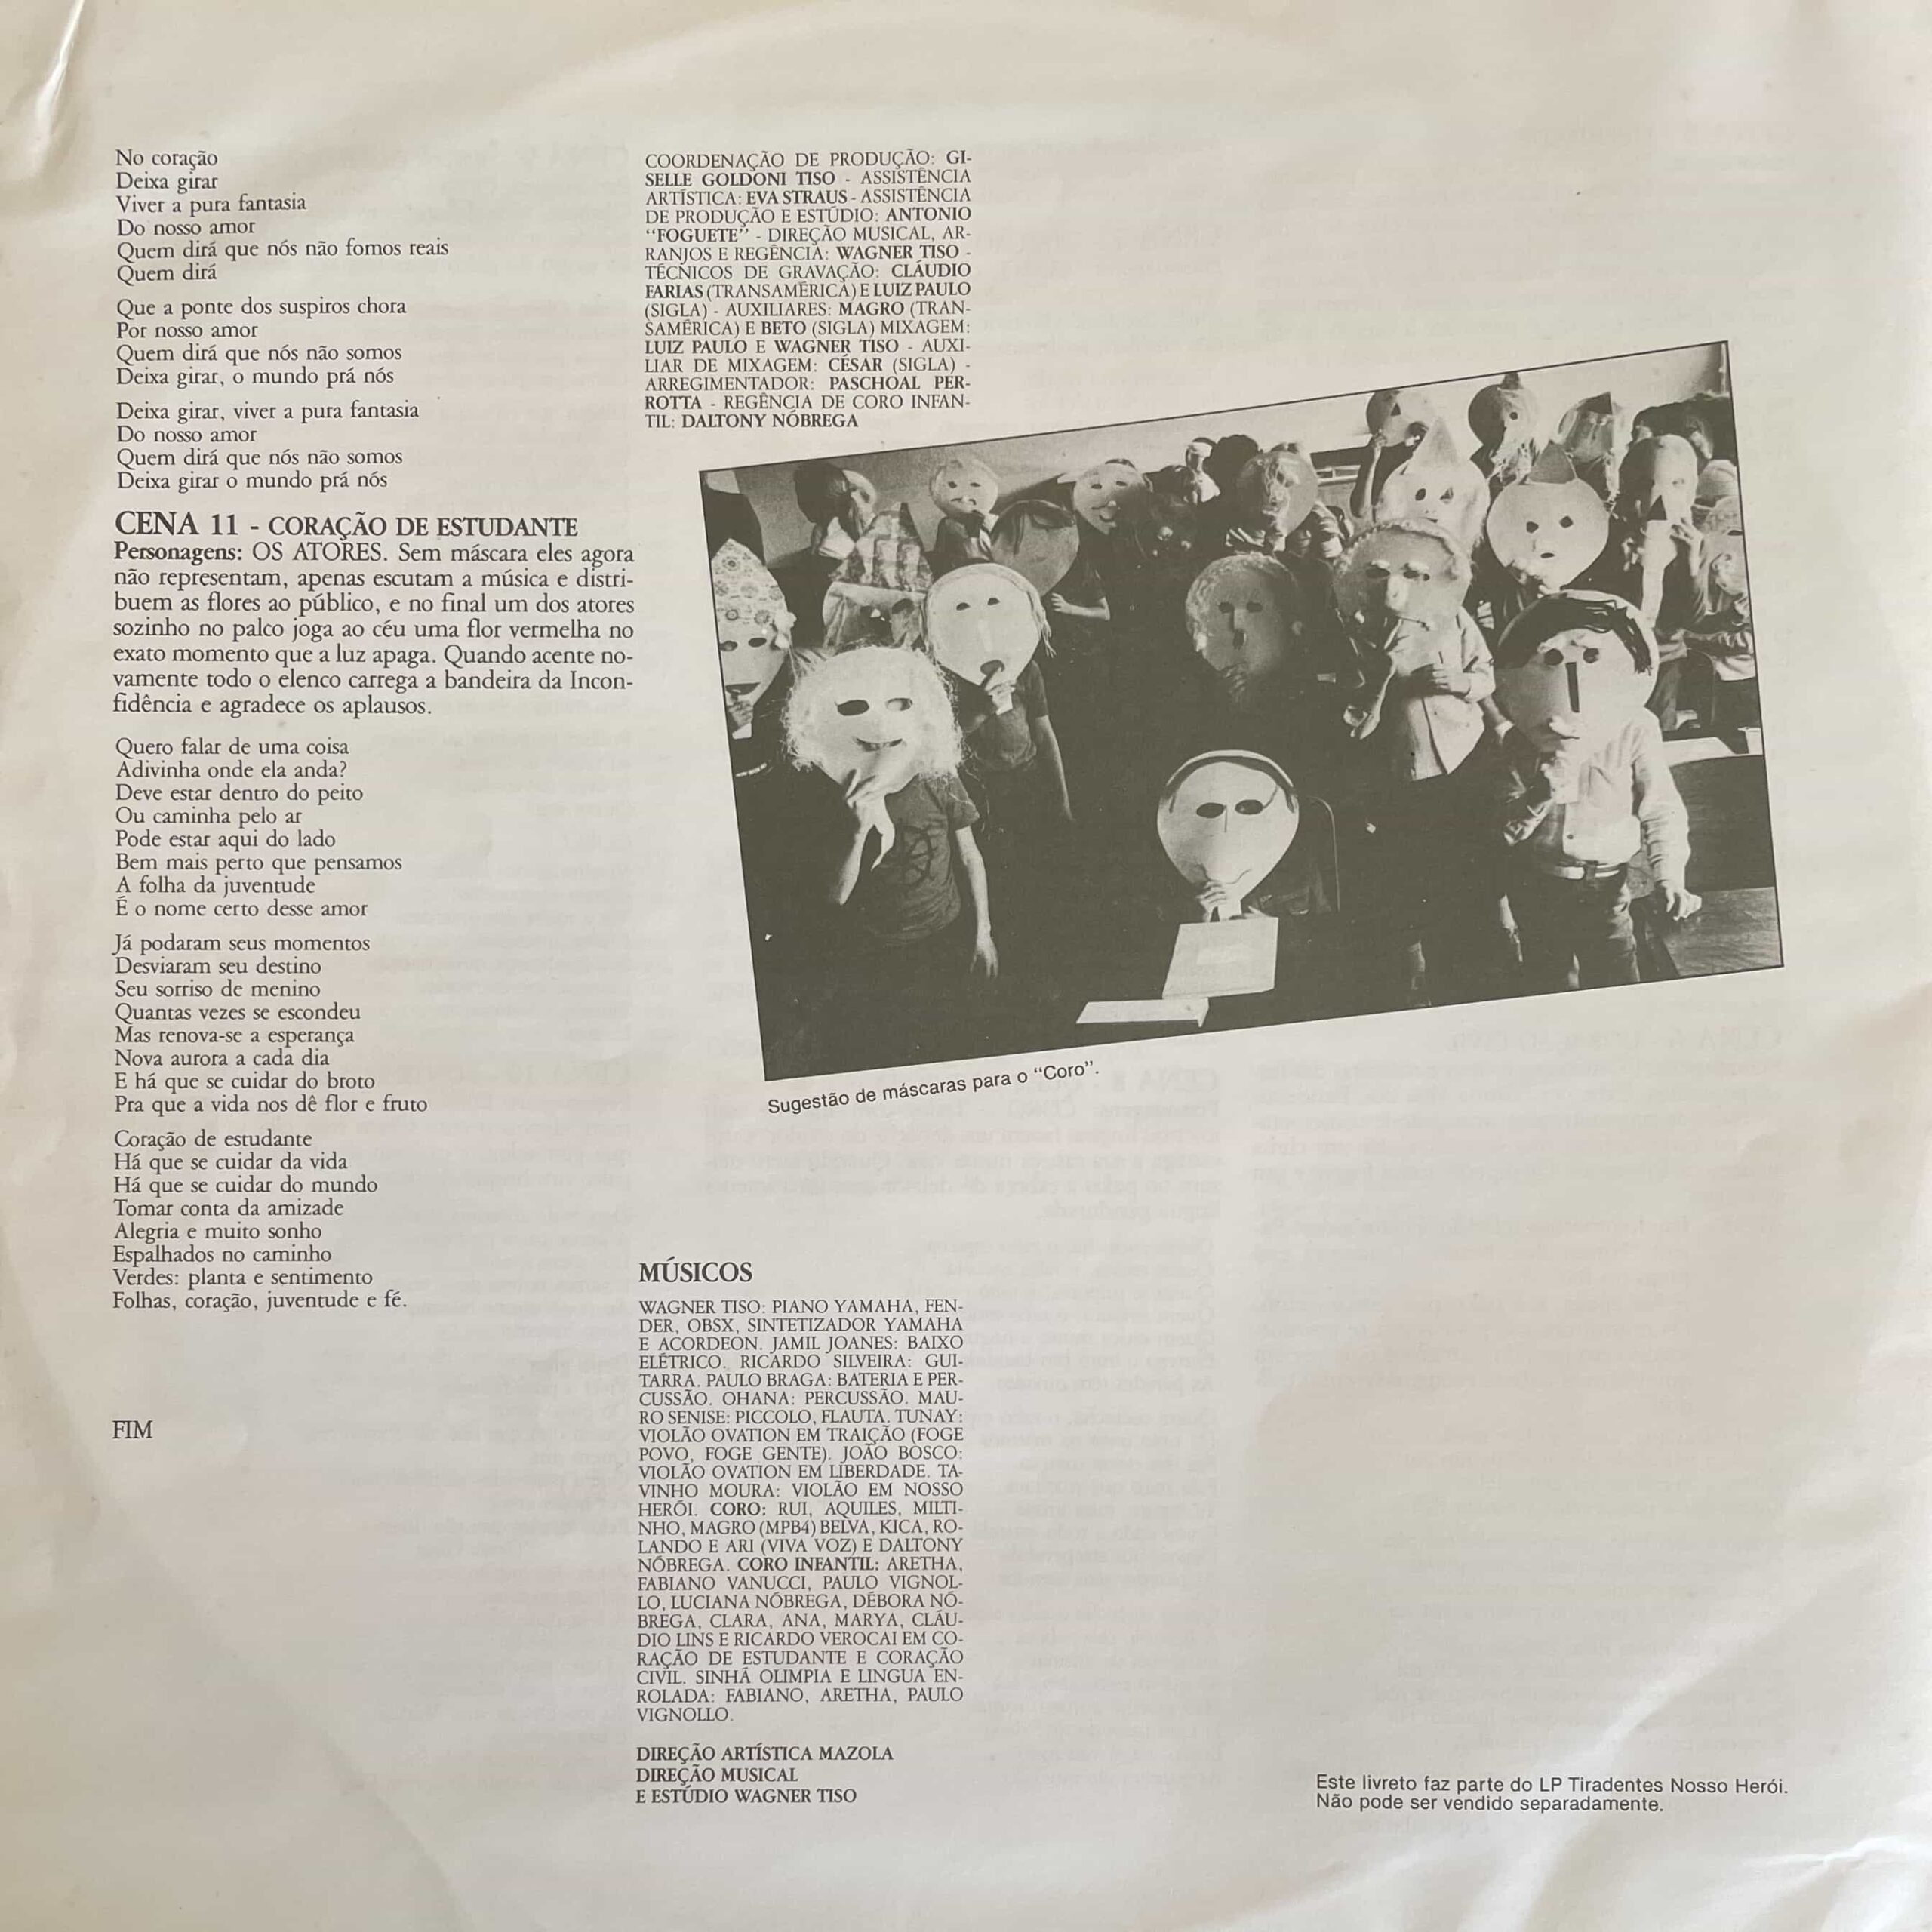 No coração
Deixa girar
Viver a pura fantasia
Do nosso amor
Quem dirá que nós não fomos reais
Quem dirá
Que a ponte dos suspiros chora
Por nosso amor
Quem dirá que nós não somos
Deixa girar, o mundo prá nós
Deixa girar, viver a pura fantasia
Do nosso amor
Quem dirá que nós não somos
Deixa girar o mundo prá nós
CENA 11 - CORAÇÃO DE ESTUDANTE
Personagens: OS ATORES. Sem máscara eles agora
não representam, apenas escutam a música e distri-
buem as flores ao público, e no final um dos atores
sozinho no palco joga ao céu uma flor vermelha no
exato momento que a luz apaga. Quando acente no-
vamente todo o elenco carrega a bandeira da Incon-
fidência e agradece os aplausos.
Quero falar de uma coisa
Adivinha onde ela anda?
Deve estar dentro do peito
Ou caminha pelo ar
Pode estar aqui do lado
Bem mais perto que pensamos
A folha da juventude
É o nome certo desse amor
Já podaram seus momentos
Desviaram seu destino
Seu sorriso de menino
Quantas vezes se escondeu
Mas renova-se a esperança
Nova aurora a cada dia
E há que se cuidar do broto
Pra que a vida nos dê flor e fruto
Coração de estudante
Há que se cuidar da vida
Há que se cuidar do mundo
Tomar conta da amizade
Alegria e muito sonho
Espalhados no caminho
Verdes: planta e sentimento
Folhas, coração, juventude e fé.
FIM
COORDENAÇÃO DE PRODUÇÃO: GI-
SELLE GOLDONI TISO - ASSISTÊNCIA
ARTÍSTICA: EVA STRAUS - ASSISTÊNCIA
DE PRODUÇÃO E ESTÚDIO: ANTONIO
“FOGUETE” - DIREÇÃO MUSICAL, AR-
RANJOS E REGÊNCIA: WAGNER TISO -
TÉCNICOS DE GRAVAÇÃO: CLÁUDIO
FARIAS (TRANSAMÉRICA) E LUIZ PAULO
(SIGLA) - AUXILIARES: MAGRO (TRAN-
SAMÉRICA) E BETO (SIGLA) MIXAGEM:
LUIZ PAULO E WAGNER TISO - AUXI-
LIAR DE MIXAGEM: CÉSAR (SIGLA) -
ARREGIMENTADOR: PASCHOAL PER-
ROTTA - REGÊNCIA DE CORO INFAN-
TIL: DALTONY NÓBREGA
Sugestão de máscaras para o “Coro”.
MÚSICOS
WAGNER TISO: PIANO YAMAHA, FEN-
DER, OBSX, SINTETIZADOR YAMAHA
E ACORDEON. JAMIL JOANES: BAIXO
ELÉTRICO. RICARDO SILVEIRA: GUI-
TARRA. PAULO BRAGA: BATERIA E PER-
CUSSÃO. OHANA: PERCUSSÃO. MAU-
RO SENISE: PICCOLO, FLAUTA. TUNAY:
VIOLÃO OVATION EM TRAIÇÃO (FOGE
POVO, FOGE GENTE). JOÃO BOSCO:
VIOLÃO OVATION EM LIBERDADE. TA-
VINHO MOURA: VIOLÃO EM NOSSO
HERÓI. CORO: RUI, AQUILES, MILTI-
NHO, MAGRO (MPB4) BELVA, KICA, RO-
LANDO E ARI (VIVA VOZ) E DALTONY
NÓBREGA. CORO INFANTIL: ARETHA,
FABIANO VANUCCI, PAULO VIGNOL-
LO, LUCIANA NÓBREGA, DÉBORA NÓ-
BREGA, CLARA, ANA, MARYA, CLÁU-
DIO LINS E RICARDO VEROCAI EM CO-
RAÇÃO DE ESTUDANTE E CORAÇÃO
CIVIL. SINHÁ OLIMPIA E LINGUA EN-
ROLADA: FABIANO, ARETHA, PAULO
VIGNOLLO.
DIREÇÃO ARTÍSTICA MAZOLA
DIREÇÃO MUSICAL
E ESTÚDIO WAGNER TISO
Este livreto faz parte do LP Tiradentes Nosso Herói.
Não pode ser vendido separadamente.